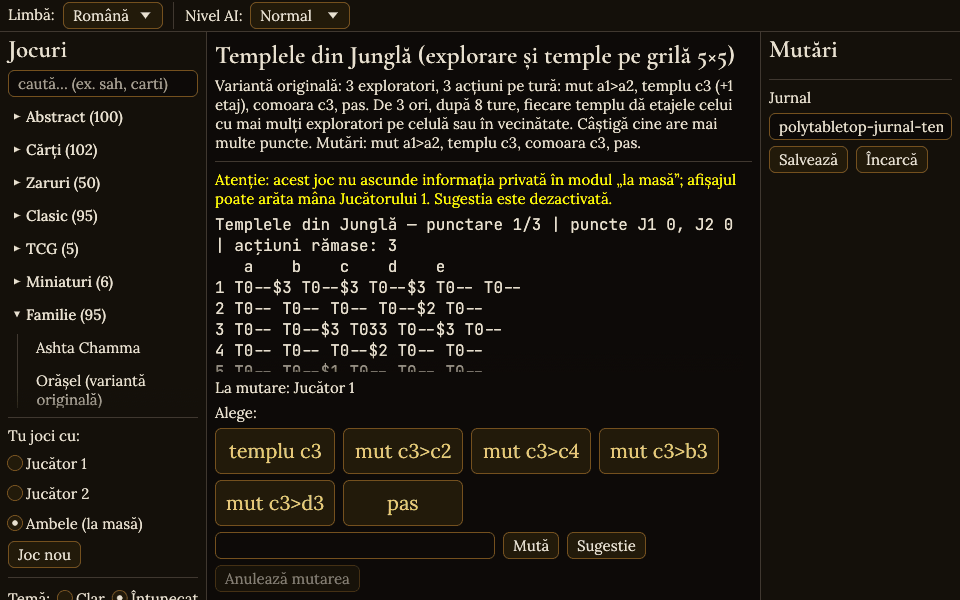 Limbă: Română ▼ Nivel AI: Normal ▼
Jocuri
caută... (ex. sah, carti)
▸ Abstract (100)
▸ Cărți (102)
▸ Zaruri (50)
▸ Clasic (95)
▸ TCG (5)
▸ Miniaturi (6)
▾ Familie (95)
Ashta Chamma
Orășel (variantă
originală)
Tu joci cu:
Jucător 1
Jucător 2
Ambele (la masă)
Joc nou
Temă: Clar Întunecat
Templele din Junglă (explorare și temple pe grilă 5×5)
Variantă originală: 3 exploratori, 3 acțiuni pe tură: mut a1>a2, templu c3 (+1
etaj), comoara c3, pas. De 3 ori, după 8 ture, fiecare templu dă etajele celui
cu mai mulți exploratori pe celulă sau în vecinătate. Câștigă cine are mai
multe puncte. Mutări: mut a1>a2, templu c3, comoara c3, pas.
Atenție: acest joc nu ascunde informația privată în modul „la masă”; afișajul
poate arăta mâna Jucătorului 1. Sugestia este dezactivată.
Templele din Junglă — punctare 1/3 | puncte J1 0, J2 0
| acțiuni rămase: 3
a b c d e
1 T0--$3 T0--$3 T0--$3 T0-- T0--
2 T0-- T0-- T0-- T0--$2 T0--
3 T0-- T0--$3 T033 T0--$3 T0--
4 T0-- T0-- T0--$2 T0-- T0--
5 T0-- T0--$1 T0-- T0-- T0--
La mutare: Jucător 1
Alege:
templu c3 mut c3>c2 mut c3>c4 mut c3>b3
mut c3>d3 pas
Mută Sugestie
Anulează mutarea
Mutări
Jurnal
polytabletop-jurnal-tem
Salvează Încarcă